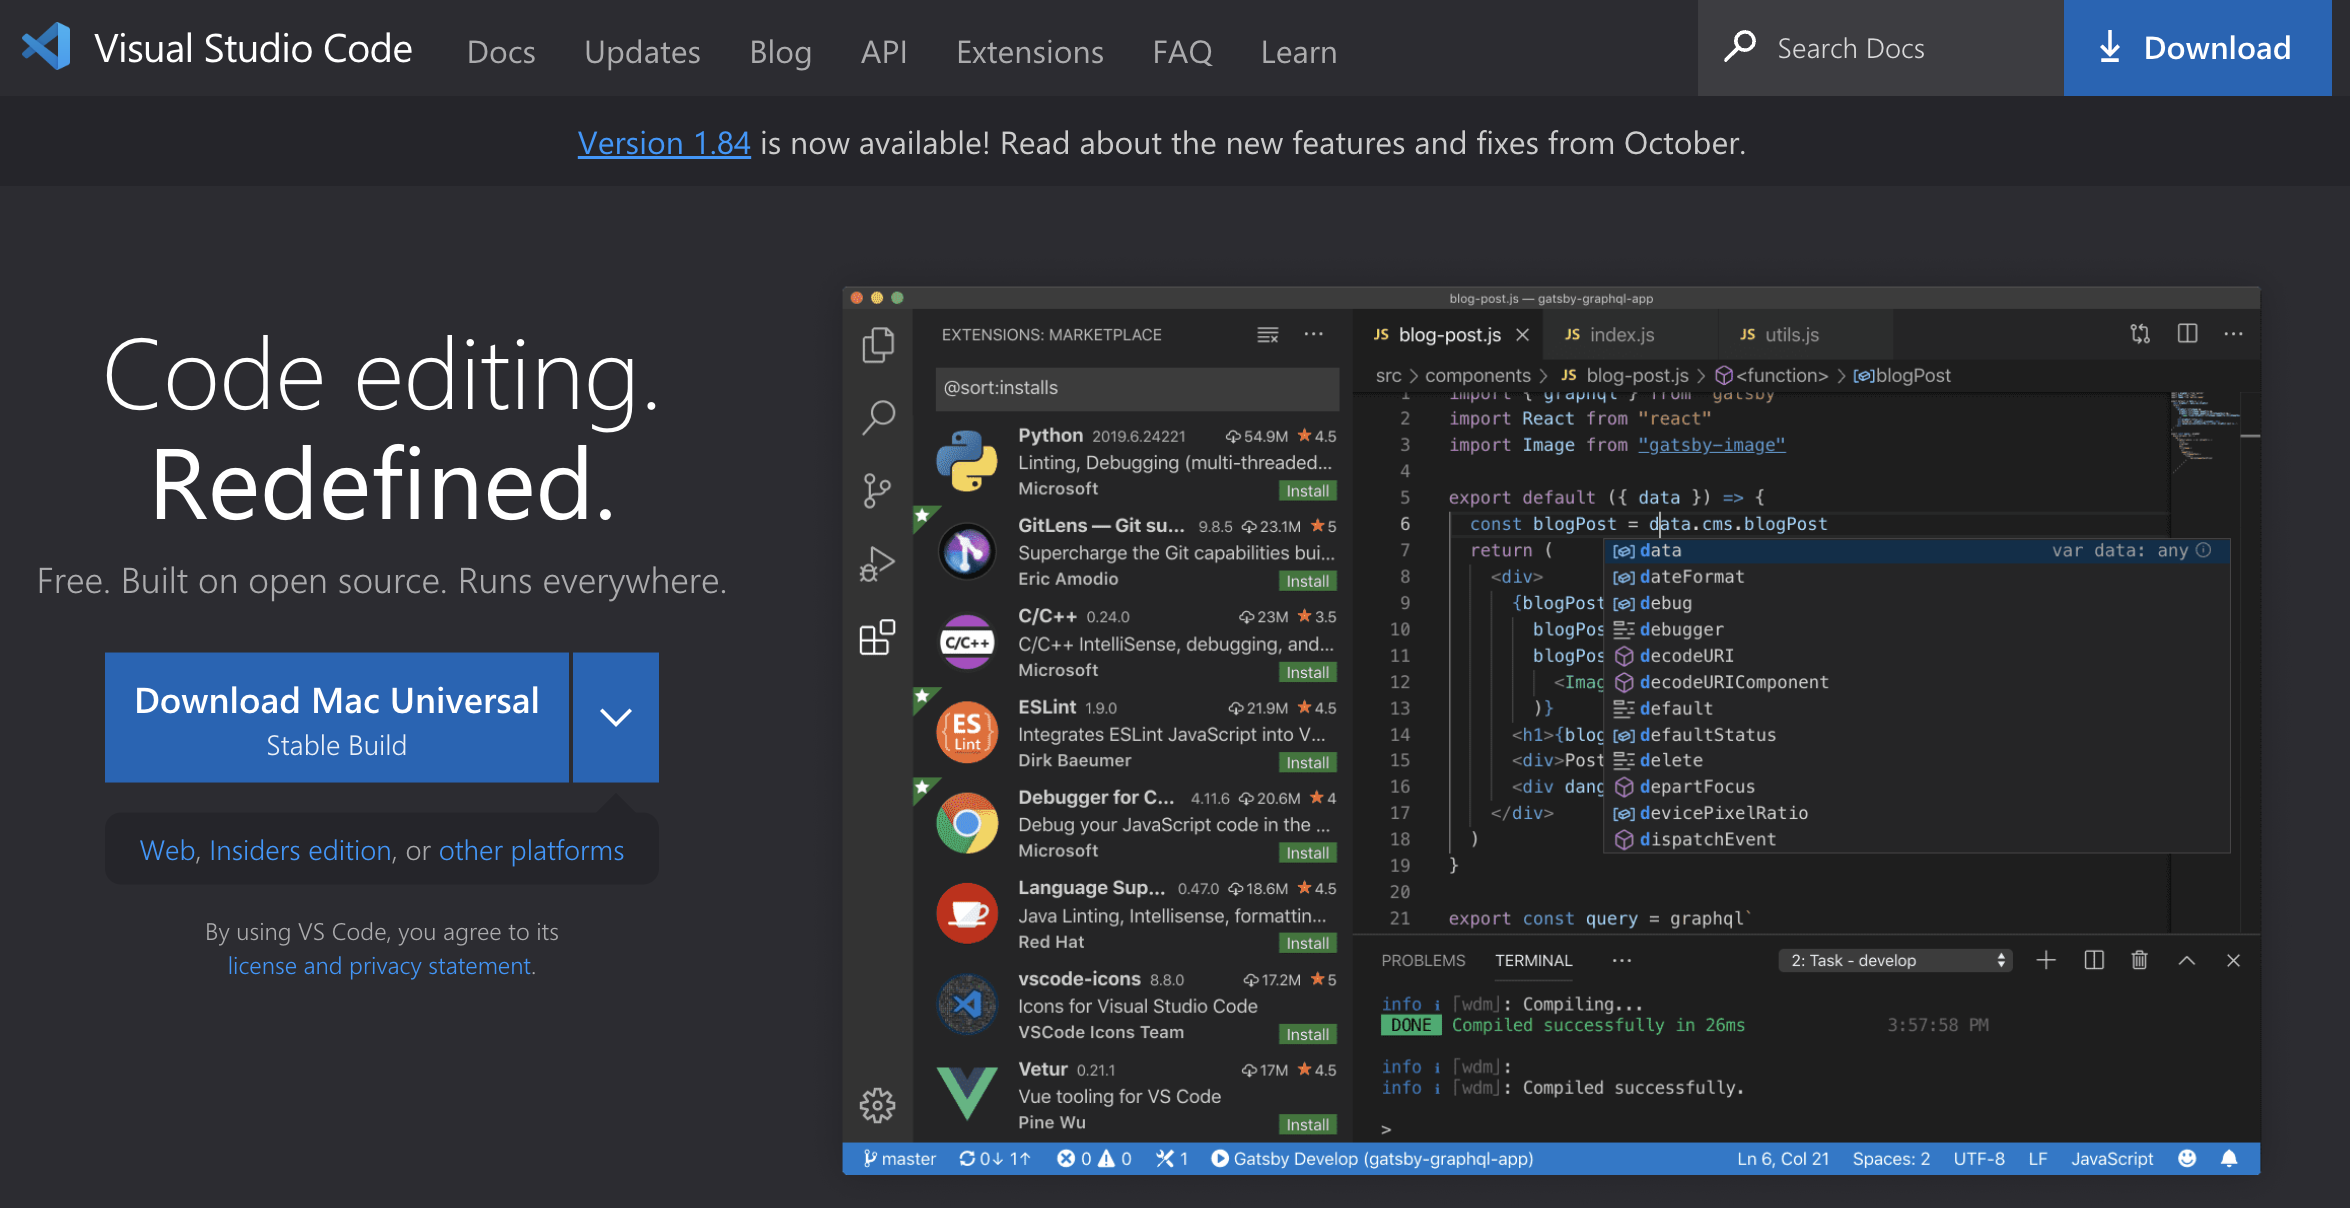 Visual Studio Code Docs Updates Blog API Extensions FAQ Learn Search Docs Download
Version 1.84 is now available! Read about the new features and fixes from October.
Code editing.
Redefined.
Free. Built on open source. Runs everywhere.
Download Mac Universal
Stable Build
Web, Insiders edition, or other platforms
By using VS Code, you agree to its
license and privacy statement.
blog-post.js — gatsby-graphql-app
EXTENSIONS: MARKETPLACE
@sort:installs
Python 2019.6.24221 54.9M 4.5
Linting, Debugging (multi-threaded...
Microsoft Install
GitLens — Git su... 9.8.5 23.1M 5
Supercharge the Git capabilities bui...
Eric Amodio Install
C/C++
C/C++ 0.24.0 23M 3.5
C/C++ IntelliSense, debugging, and...
Microsoft Install
ES
Lint
ESLint 1.9.0 21.9M 4.5
Integrates ESLint JavaScript into V...
Dirk Baeumer Install
Debugger for C... 4.11.6 20.6M 4
Debug your JavaScript code in the ...
Microsoft Install
Language Sup... 0.47.0 18.6M 4.5
Java Linting, Intellisense, formattin...
Red Hat Install
vscode-icons 8.8.0 17.2M 5
Icons for Visual Studio Code
VSCode Icons Team Install
Vetur 0.21.1 17M 4.5
Vue tooling for VS Code
Pine Wu Install
JS blog-post.js JS index.js JS utils.js
src > components > JS blog-post.js > <function> > blogPost
1 import { graphql } from "gatsby"
2 import React from "react"
3 import Image from "gatsby-image"
4
5 export default ({ data }) => {
6 const blogPost = data.cms.blogPost
7 return (
8 <div>
9 {blogPost
10 blogPos
11 blogPos
12 <Imag
13 )}
14 <h1>{blog
15 <div>Post
16 <div dang
17 </div>
18 )
19 }
20
21 export const query = graphql`
data var data: any
dateFormat
debug
debugger
decodeURI
decodeURIComponent
default
defaultStatus
delete
departFocus
devicePixelRatio
dispatchEvent
PROBLEMS TERMINAL ... 2: Task - develop
info i ⌈wdm⌋: Compiling...
DONE Compiled successfully in 26ms 3:57:58 PM
info i ⌈wdm⌋:
info i ⌈wdm⌋: Compiled successfully.
>
master 0↓ 1↑ 0 0 1 Gatsby Develop (gatsby-graphql-app) Ln 6, Col 21 Spaces: 2 UTF-8 LF JavaScript